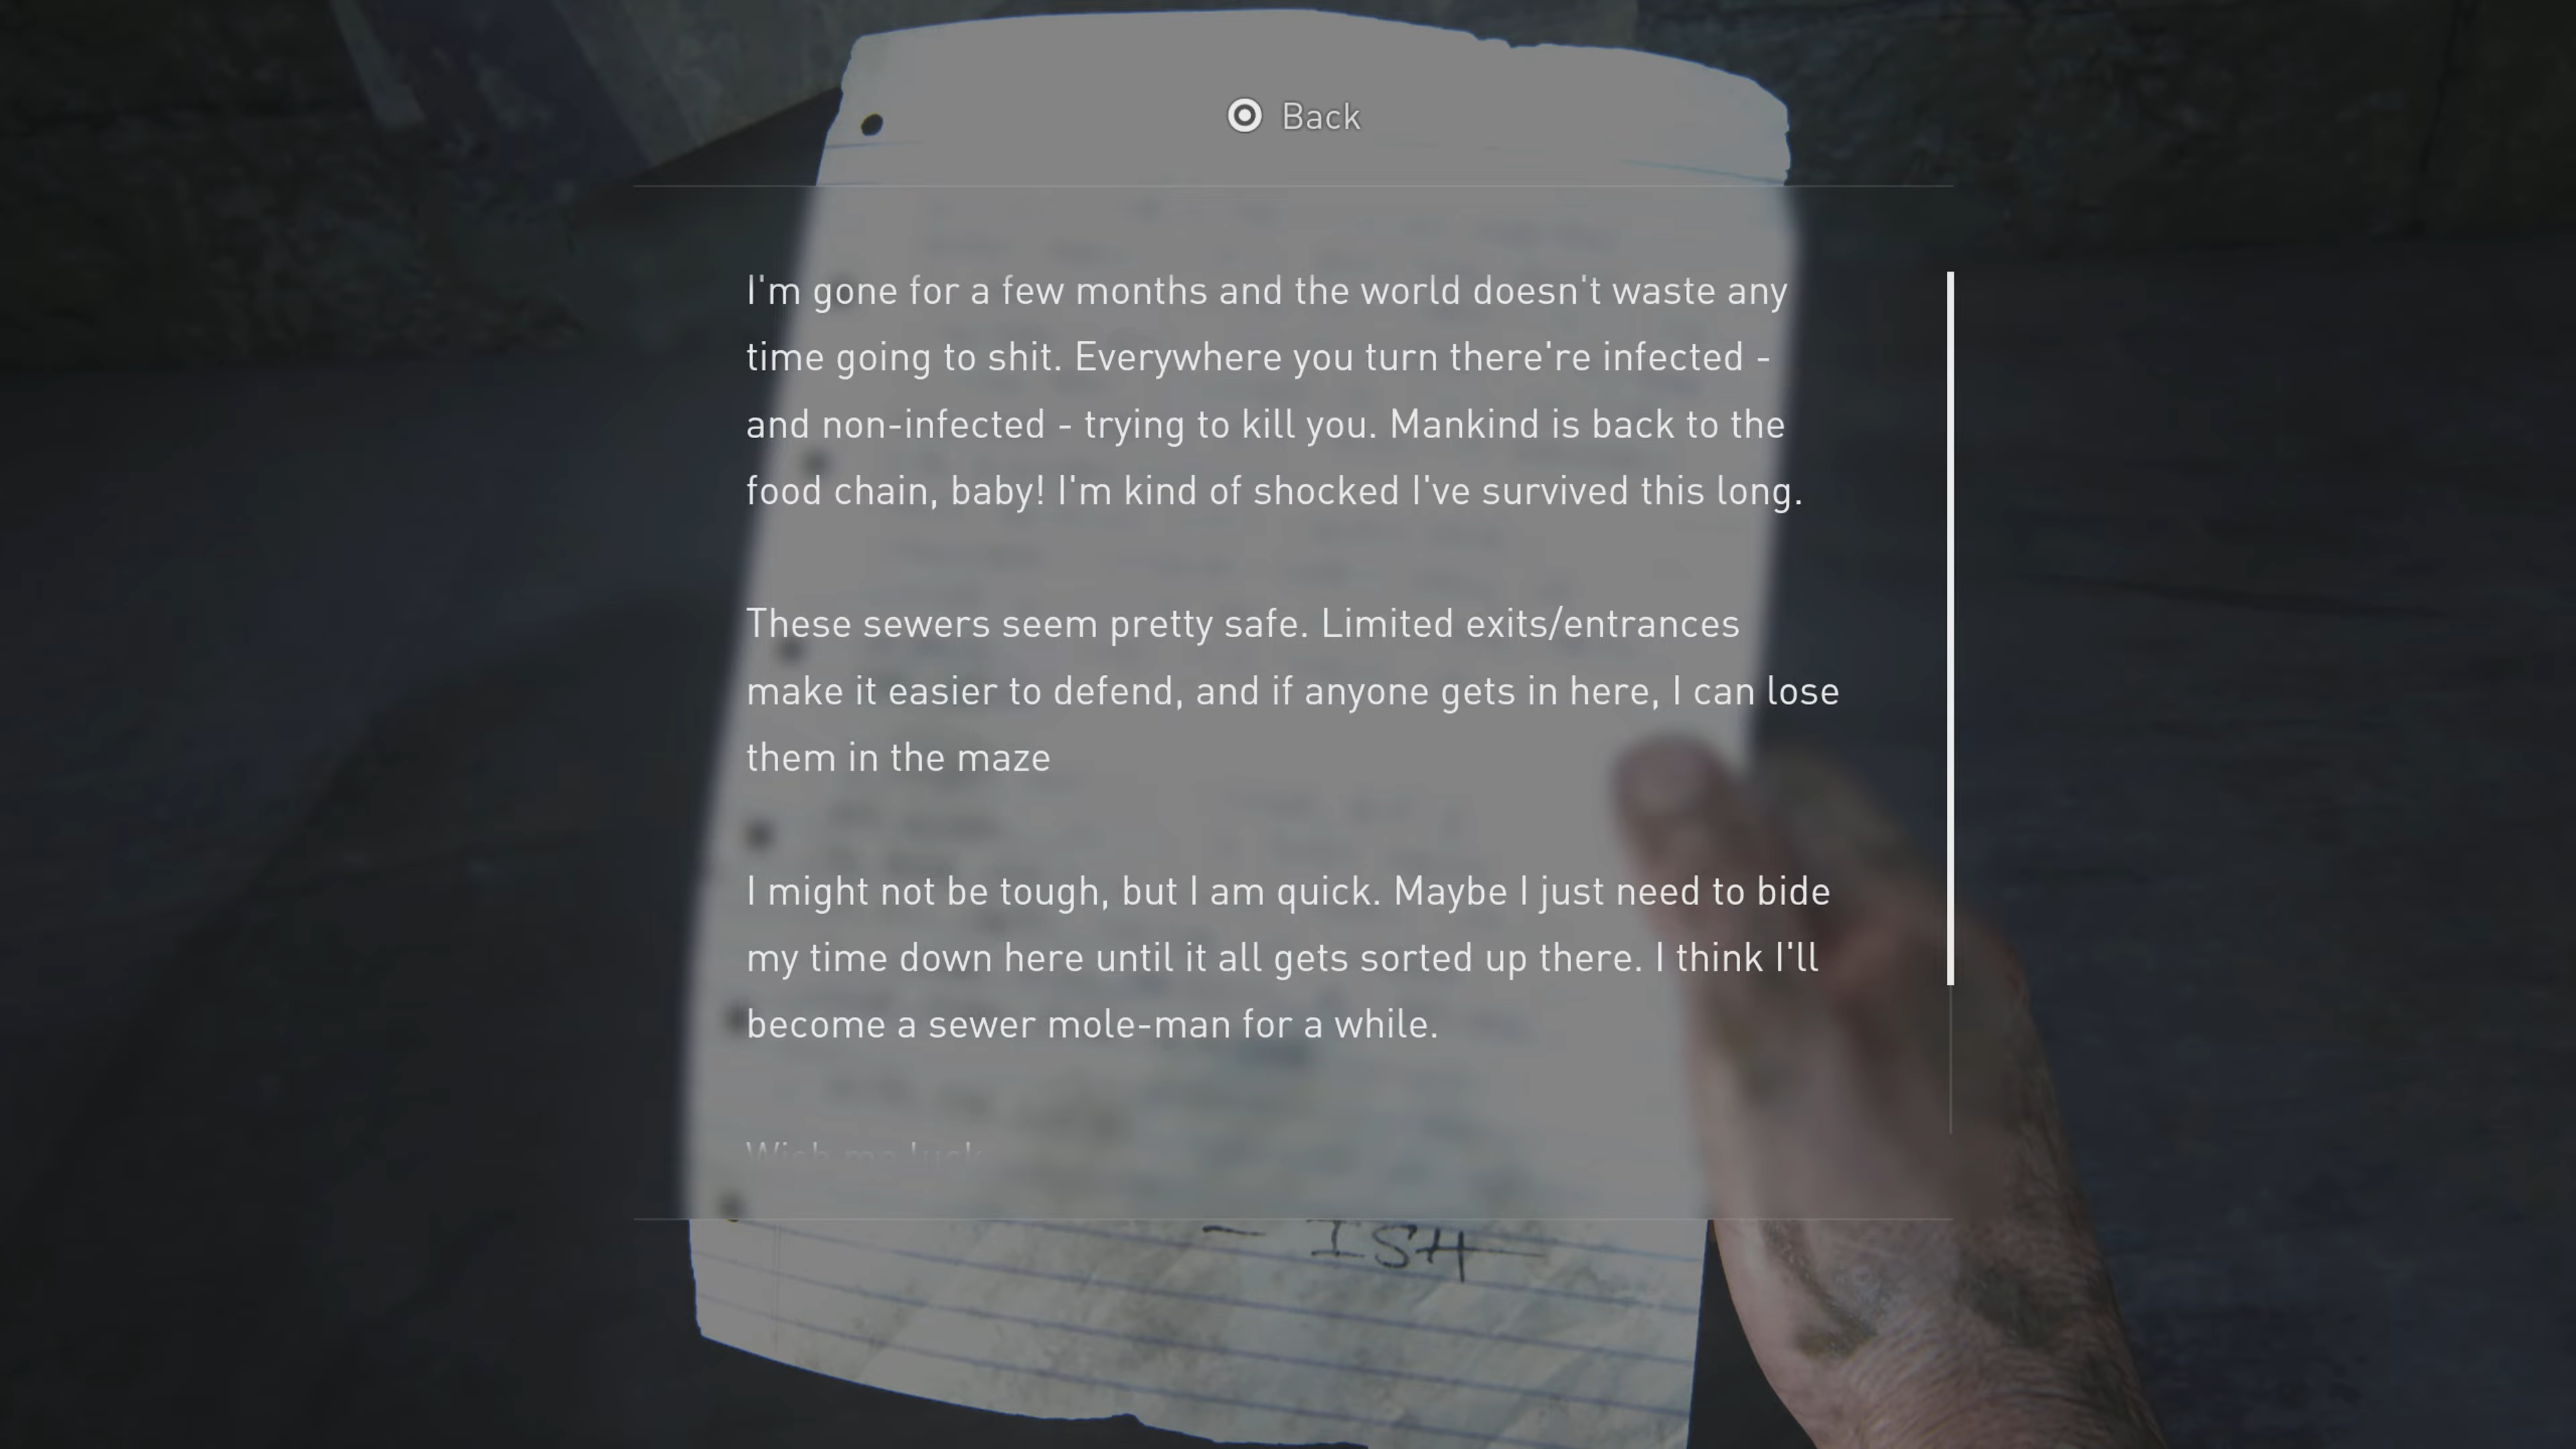 Back
I'm gone for a few months and the world doesn't waste any
time going to shit. Everywhere you turn there're infected -
and non-infected - trying to kill you. Mankind is back to the
food chain, baby! I'm kind of shocked I've survived this long.
These sewers seem pretty safe. Limited exits/entrances
make it easier to defend, and if anyone gets in here, I can lose
them in the maze
I might not be tough, but I am quick. Maybe I just need to bide
my time down here until it all gets sorted up there. I think I'll
become a sewer mole-man for a while.
Wish me luck
- ISH